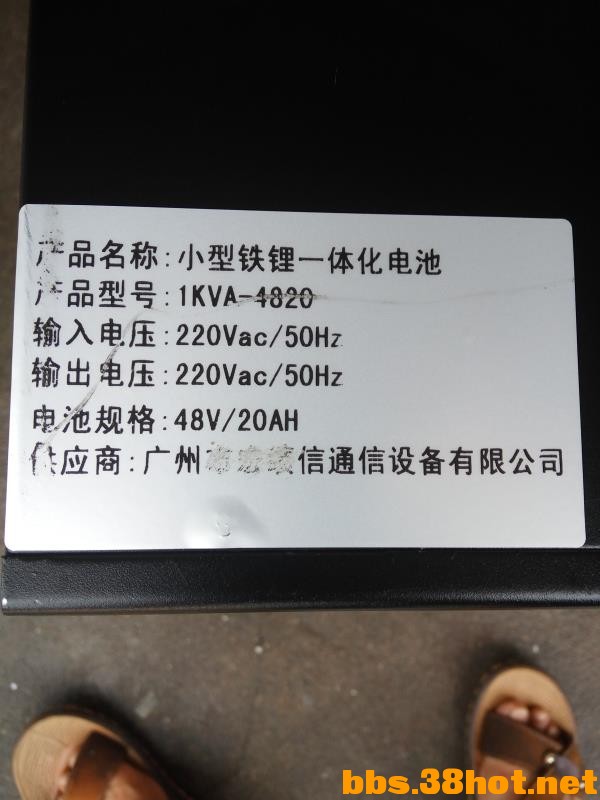 产品名称:小型铁锂一体化电池
产品型号:1KVA-4820
输入电压:220Vac/50Hz
输出电压:220Vac/50Hz
电池规格:48V/20AH
供应商:广州信通信设备有限公司
bbs.38hot.net